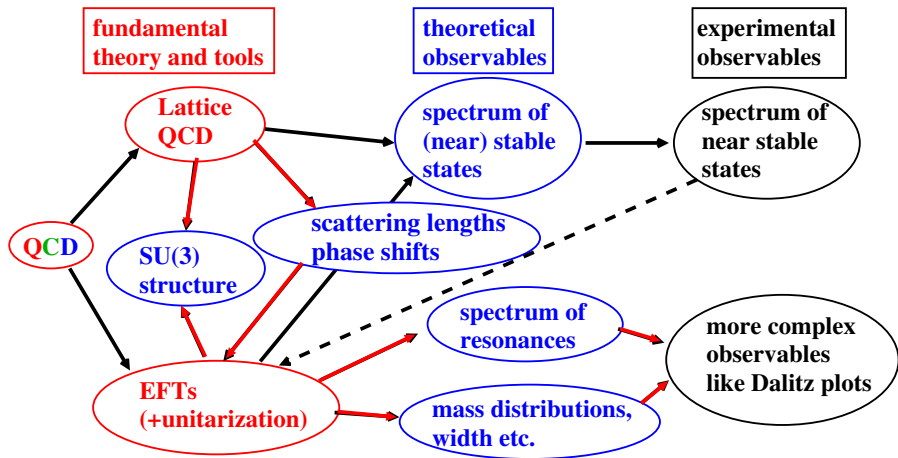 fundamental
theory and tools
theoretical
observables
experimental
observables
Lattice
QCD
spectrum of
(near) stable
states
spectrum of
near stable
states
QCD
SU(3)
structure
scattering lengths
phase shifts
spectrum of
resonances
more complex
observables
like Dalitz plots
EFTs
(+unitarization)
mass distributions,
width etc.